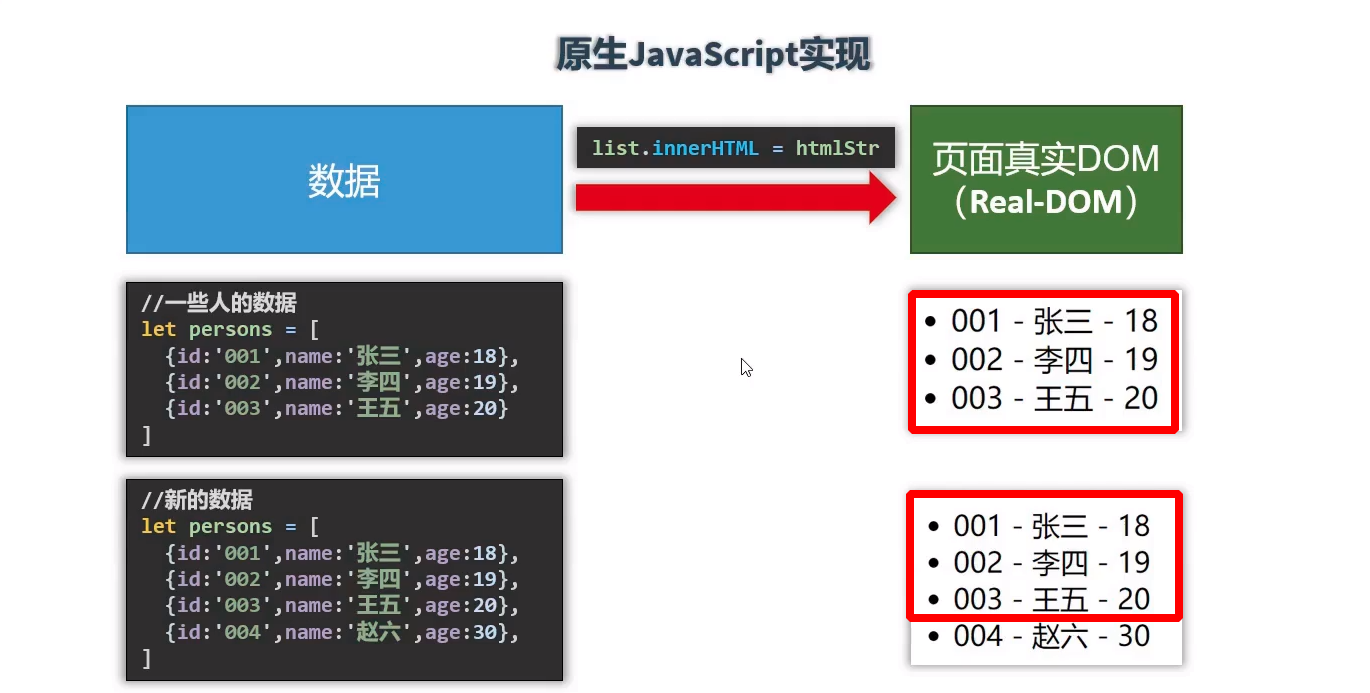 原生JavaScript实现
数据
list.innerHTML = htmlStr
页面真实DOM
（Real-DOM）
//一些人的数据
let persons = [
{id:'001',name:'张三',age:18},
{id:'002',name:'李四',age:19},
{id:'003',name:'王五',age:20}
]
• 001 - 张三 - 18
• 002 - 李四 - 19
• 003 - 王五 - 20
//新的数据
let persons = [
{id:'001',name:'张三',age:18},
{id:'002',name:'李四',age:19},
{id:'003',name:'王五',age:20},
{id:'004',name:'赵六',age:30},
]
• 001 - 张三 - 18
• 002 - 李四 - 19
• 003 - 王五 - 20
• 004 - 赵六 - 30